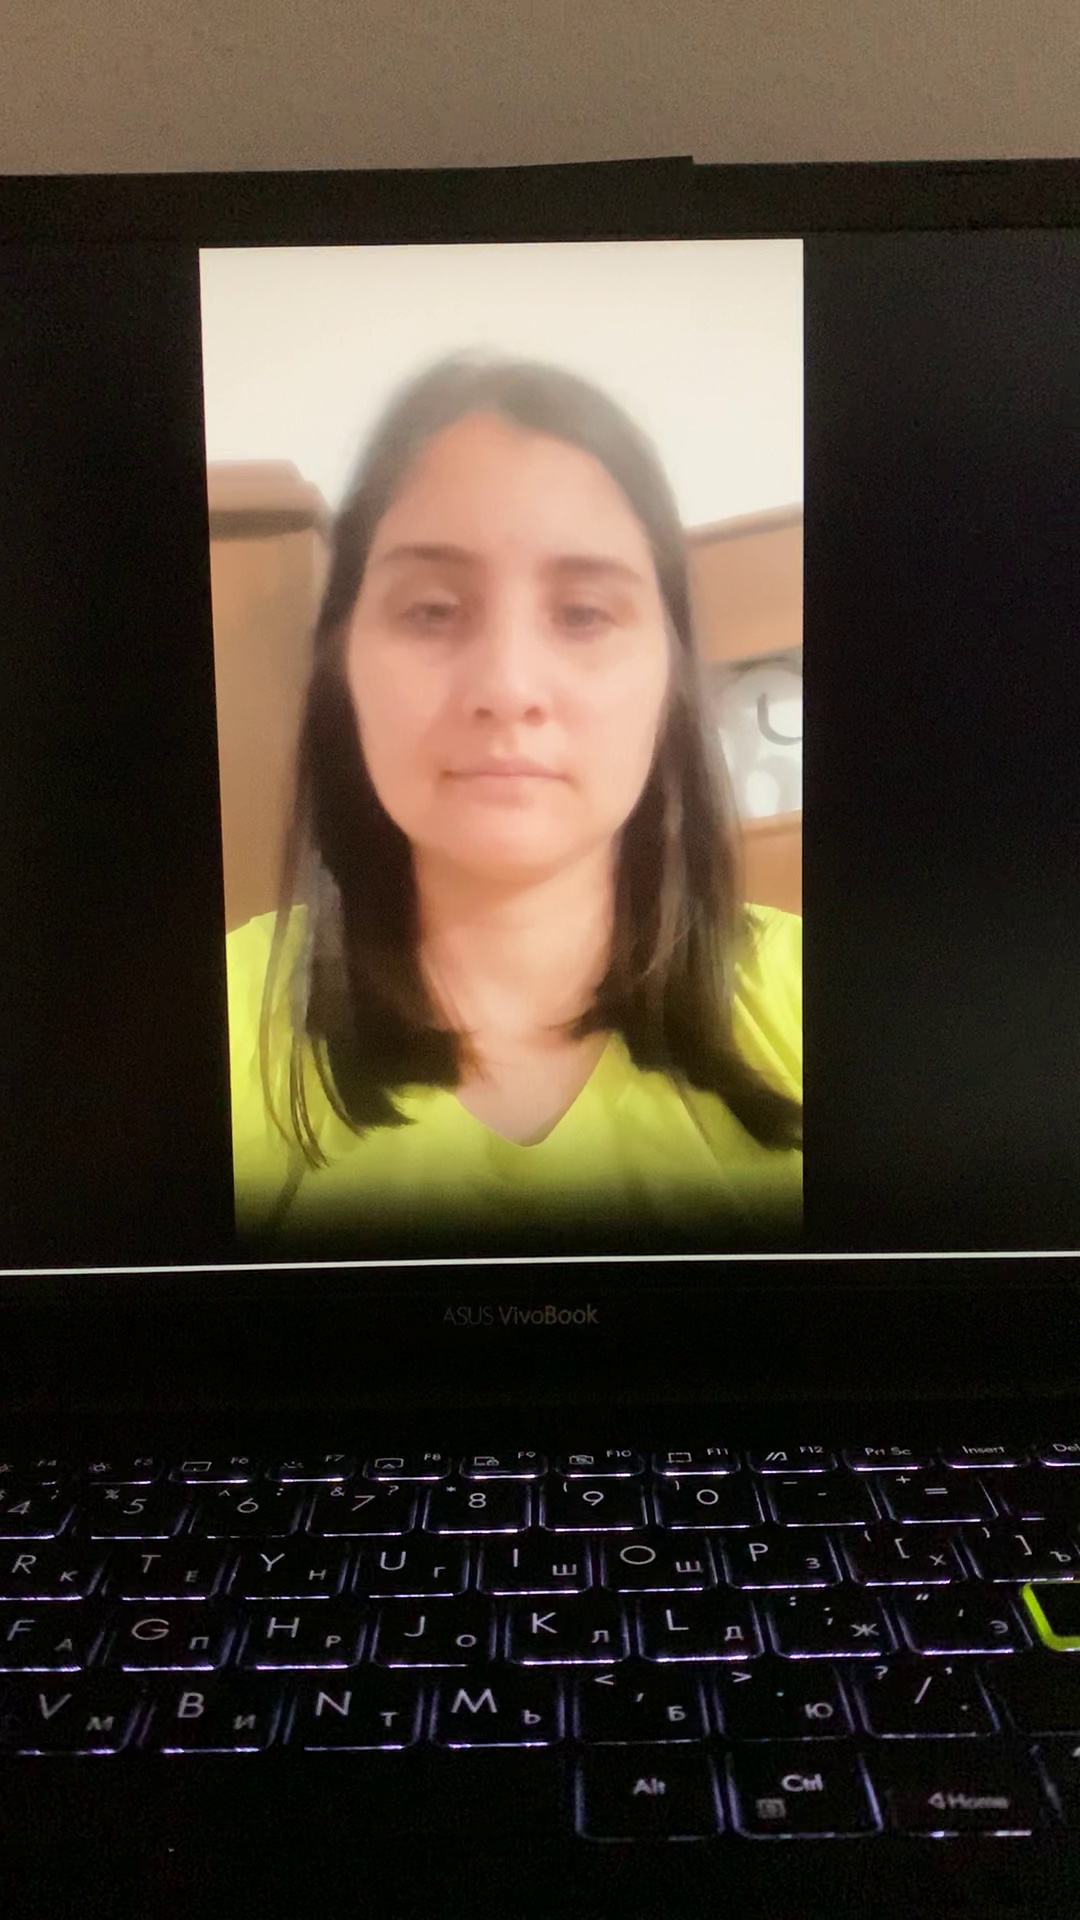 ASUS VivoBook
F4 F5 F6 F7 F8 F9 F10 F11 F12 Prt Sc Insert Del
4 ; % 5 ^ 6 : & 7 ? * 8 ( 9 ) 0 _ - + =
R К T Е Y Н U Г I Ш O Щ P З [ Х ] Ъ
F А G П H Р J О K Л L Д : ; Ж " ' Э
V М B И N Т M Ь < , Б > . Ю ? / , .
Alt Ctrl Home